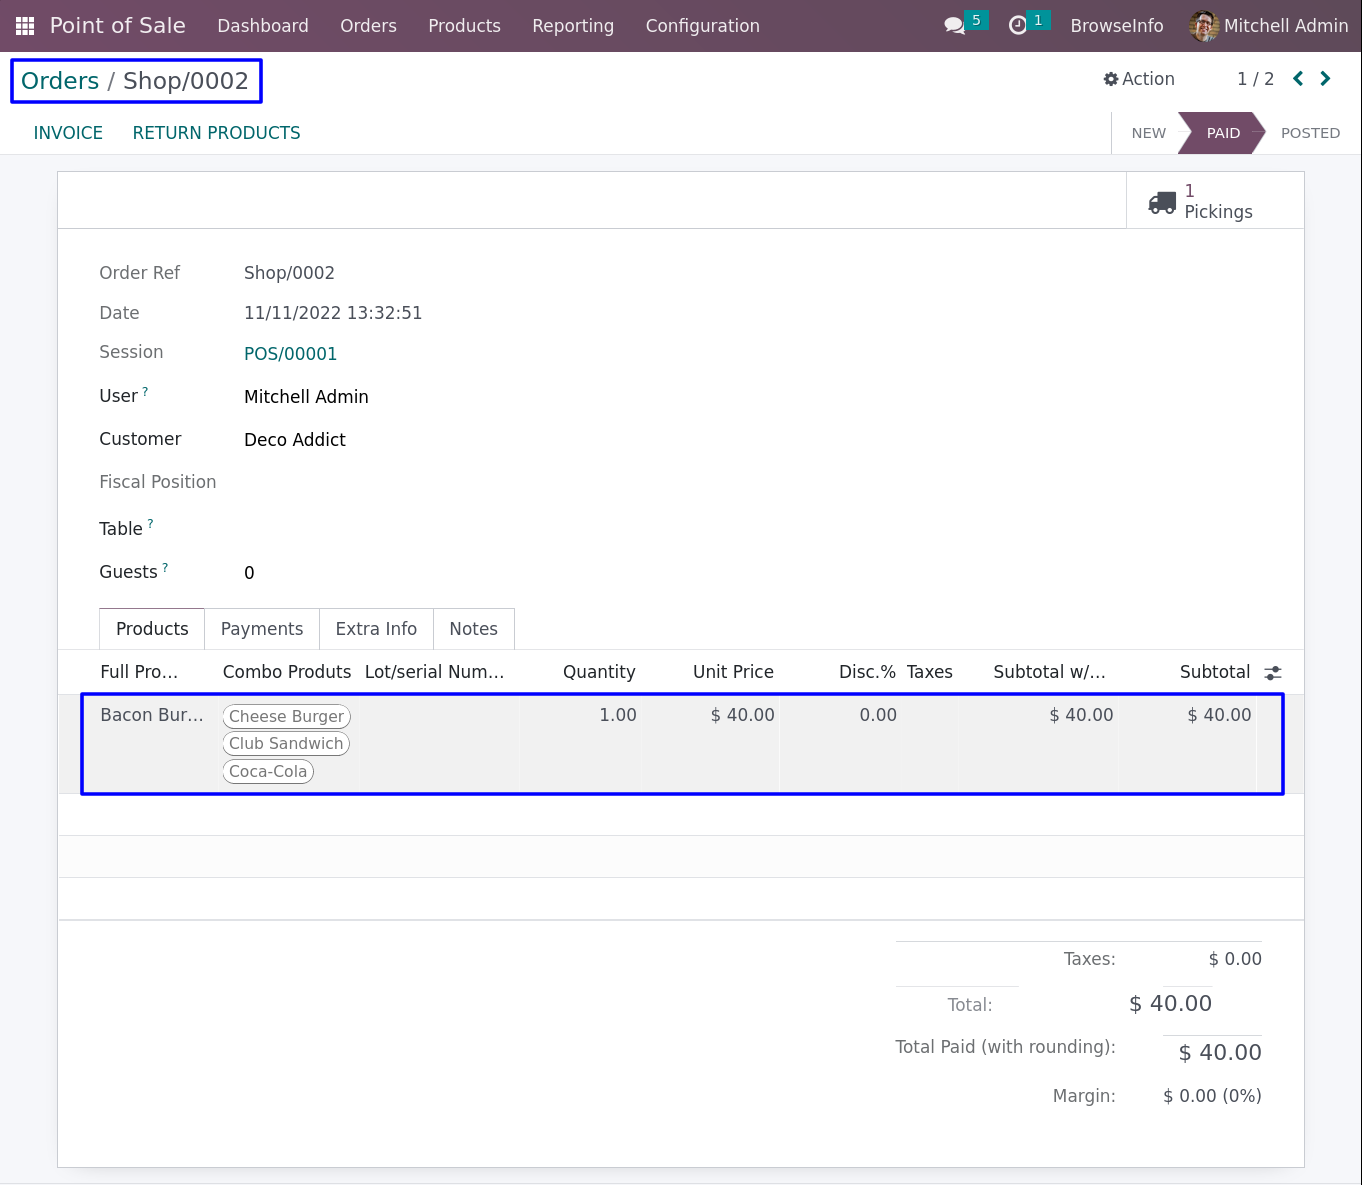 Point of Sale Dashboard Orders Products Reporting Configuration 5 1 BrowseInfo Mitchell Admin
Orders / Shop/0002 Action 1 / 2
INVOICE RETURN PRODUCTS NEW PAID POSTED
1
Pickings
Order Ref Shop/0002
Date 11/11/2022 13:32:51
Session POS/00001
User ? Mitchell Admin
Customer Deco Addict
Fiscal Position
Table ?
Guests ? 0
Products Payments Extra Info Notes
Full Pro... Combo Produts Lot/serial Num... Quantity Unit Price Disc.% Taxes Subtotal w/... Subtotal
Bacon Bur... Cheese Burger 1.00 $ 40.00 0.00 $ 40.00 $ 40.00
Club Sandwich
Coca-Cola
Taxes: $ 0.00
Total: $ 40.00
Total Paid (with rounding): $ 40.00
Margin: $ 0.00 (0%)